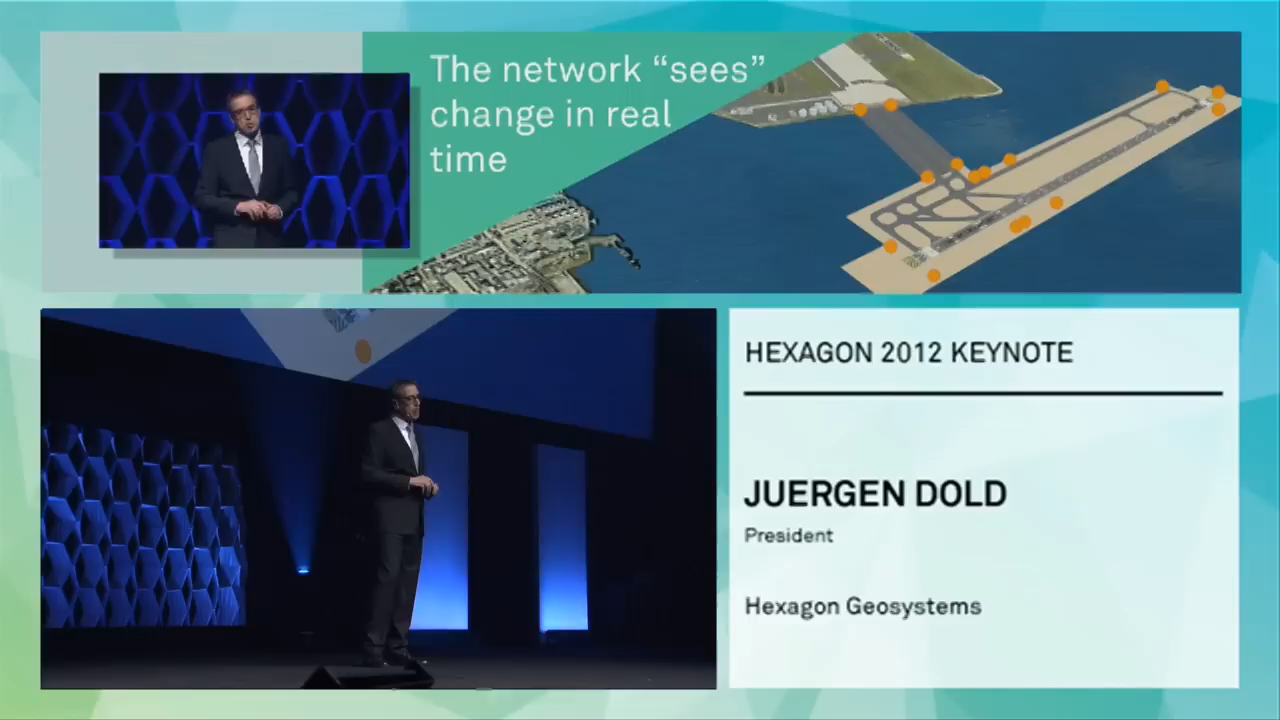 The network “sees”
change in real
time
HEXAGON 2012 KEYNOTE
JUERGEN DOLD
President
Hexagon Geosystems